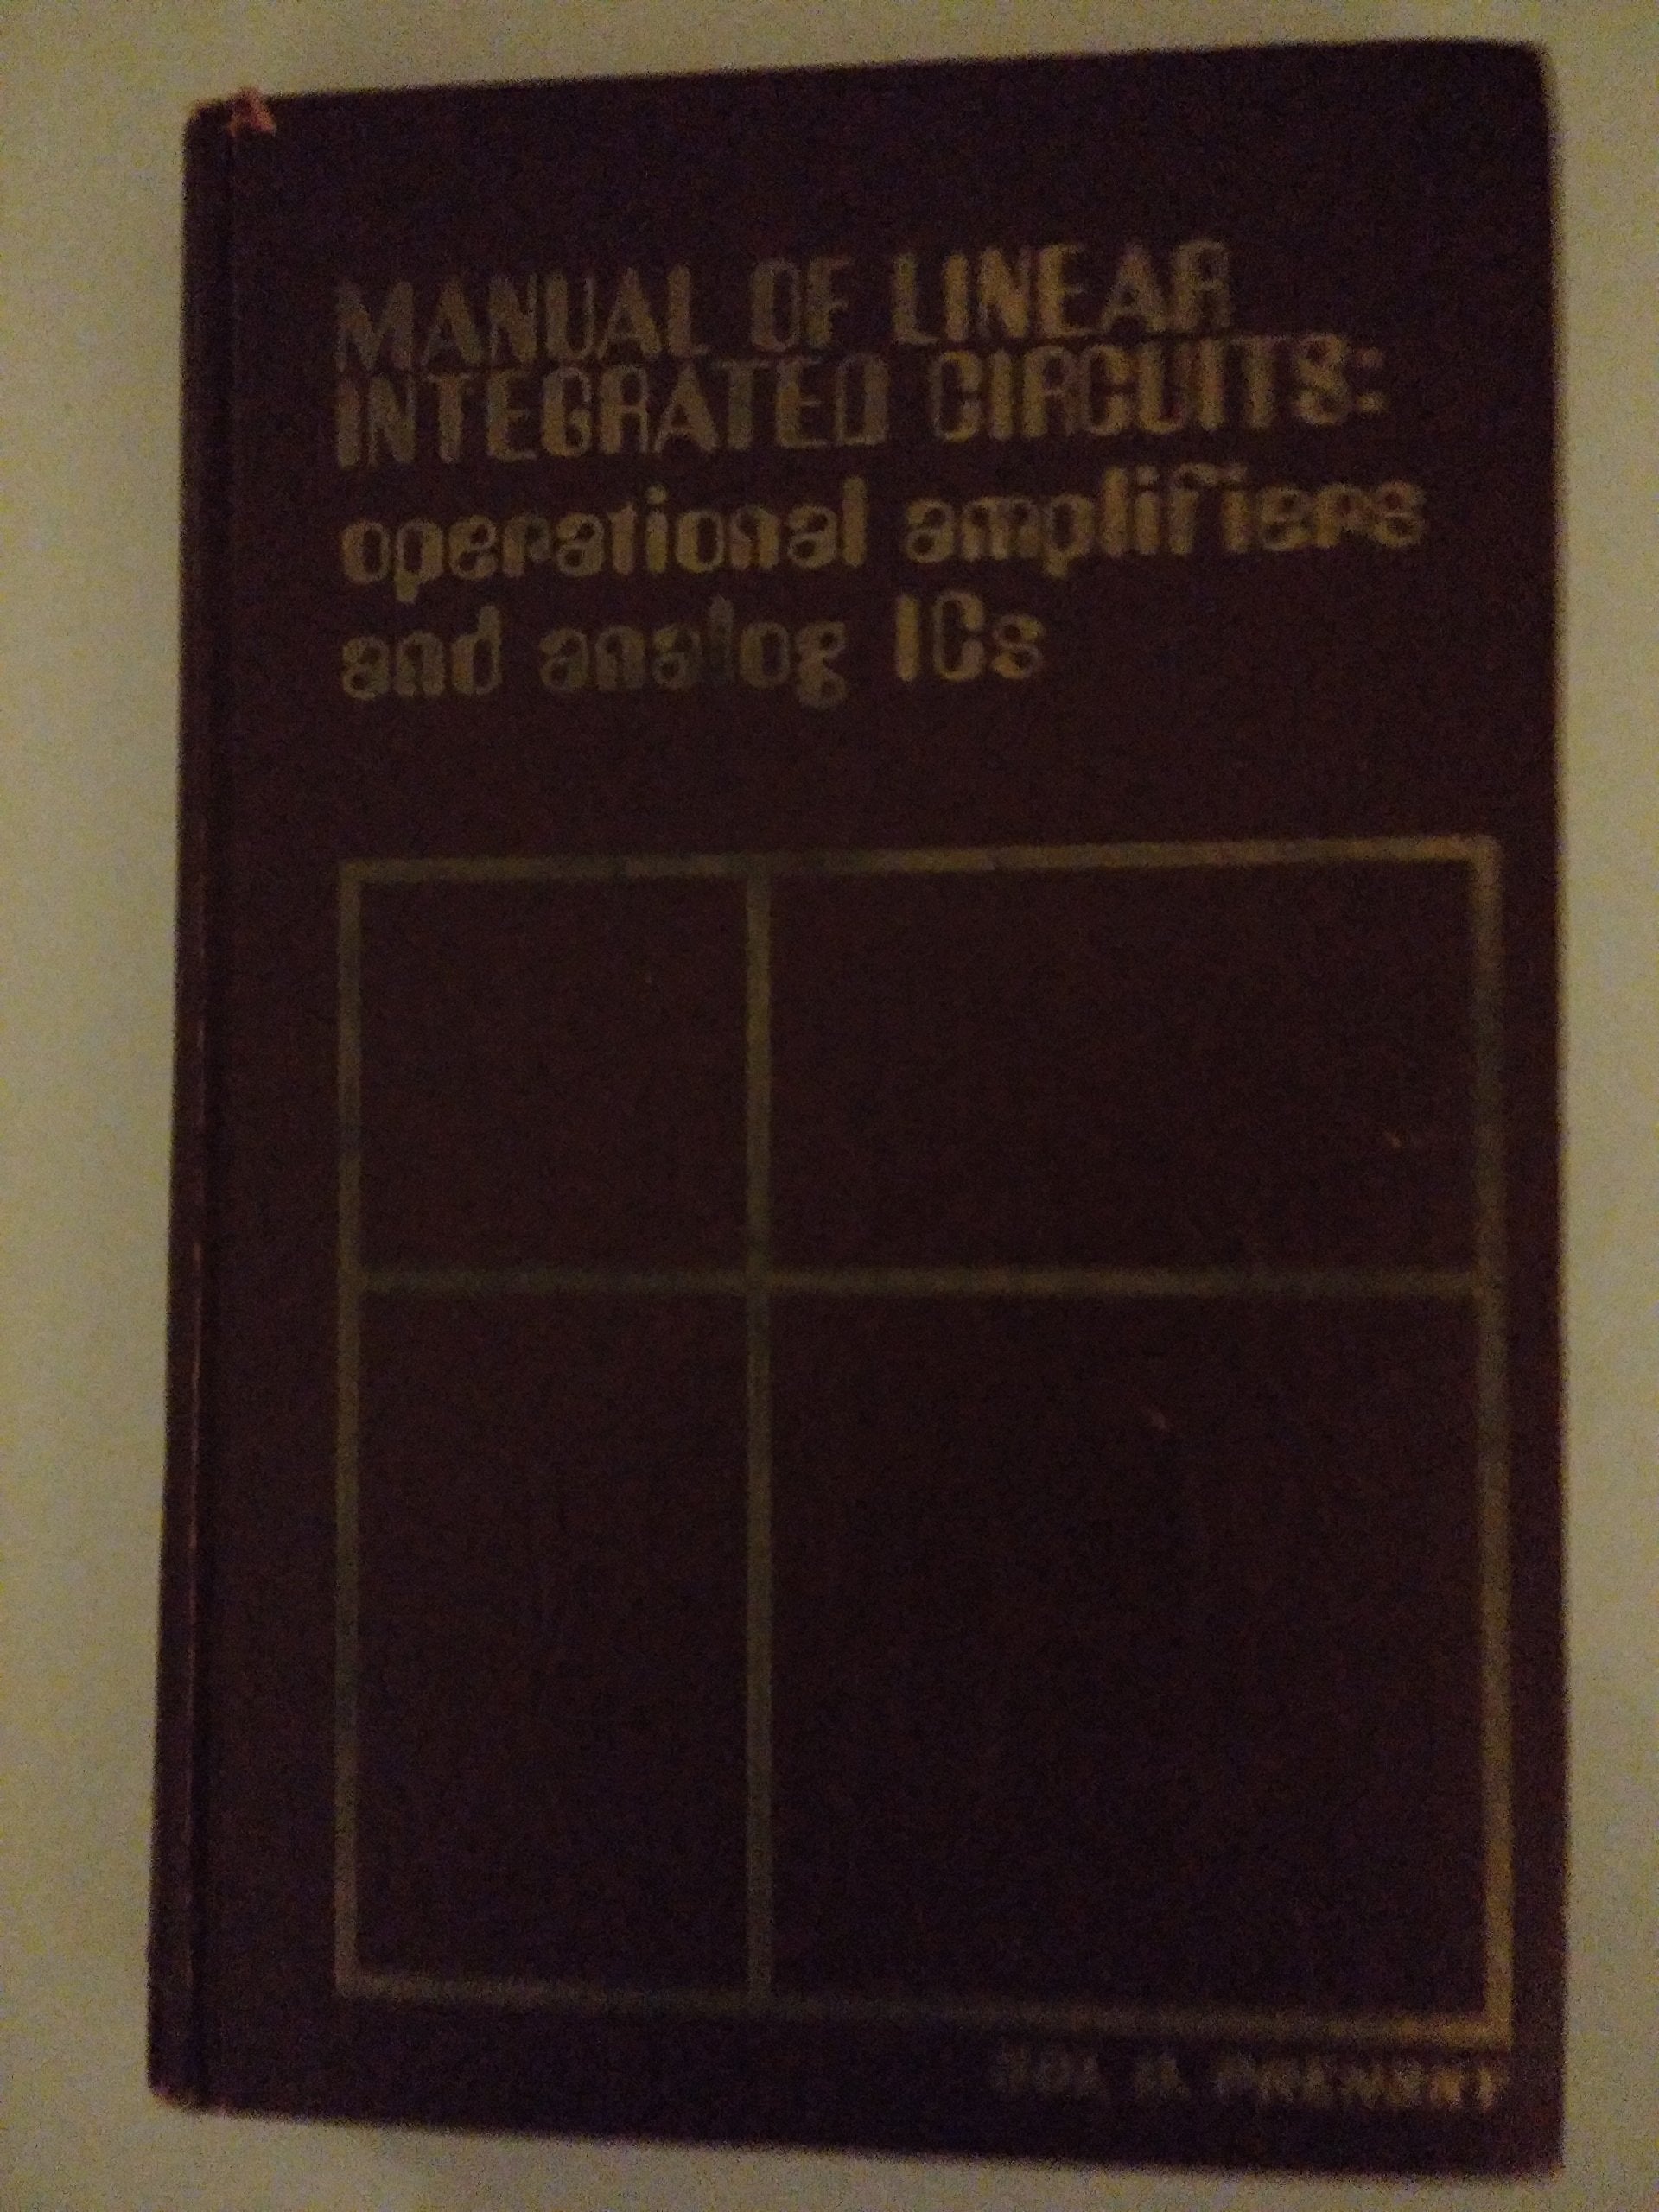 MANUAL OF LINEAR
INTEGRATED CIRCUITS:
operational amplifiers
and analog ICs